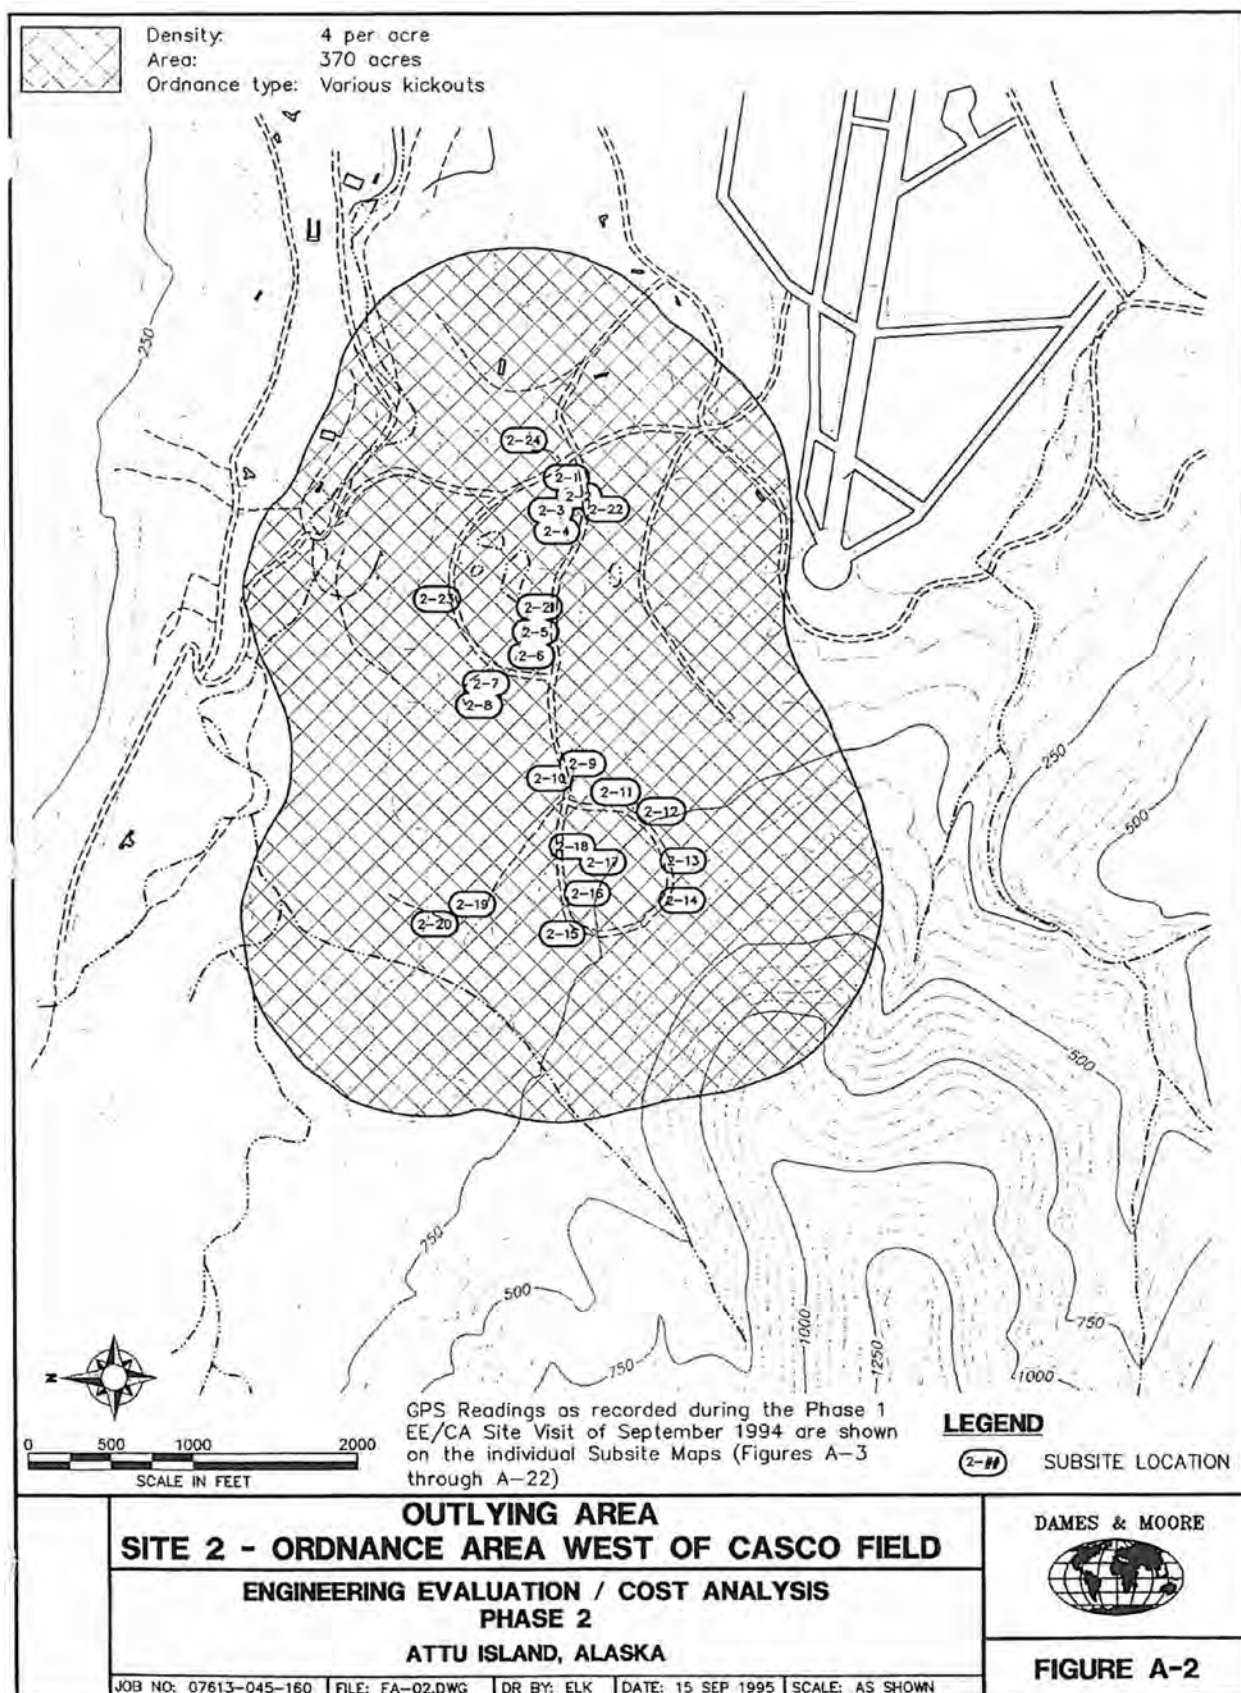 Density: 4 per acre
Area: 370 acres
Ordnance type: Various kickouts
250
2-24
2-1
2-
2-3
2-22
2-4
2-23
2-21
2-5
2-6
2-7
2-8
2-9
2-10
2-11
2-12
2-18
2-17
2-13
2-16
2-14
2-19
2-20
2-15
250
500
500
750
500
750
1000
1250
750
1000
N
0 500 1000 2000
SCALE IN FEET
GPS Readings as recorded during the Phase 1
EE/CA Site Visit of September 1994 are shown
on the individual Subsite Maps (Figures A-3
through A-22)
LEGEND
2-## SUBSITE LOCATION
OUTLYING AREA
SITE 2 - ORDNANCE AREA WEST OF CASCO FIELD
ENGINEERING EVALUATION / COST ANALYSIS
PHASE 2
ATTU ISLAND, ALASKA
DAMES & MOORE
FIGURE A-2
JOB NO: 07613-045-160 FILE: FA-02.DWG DR BY: ELK DATE: 15 SEP 1995 SCALE: AS SHOWN